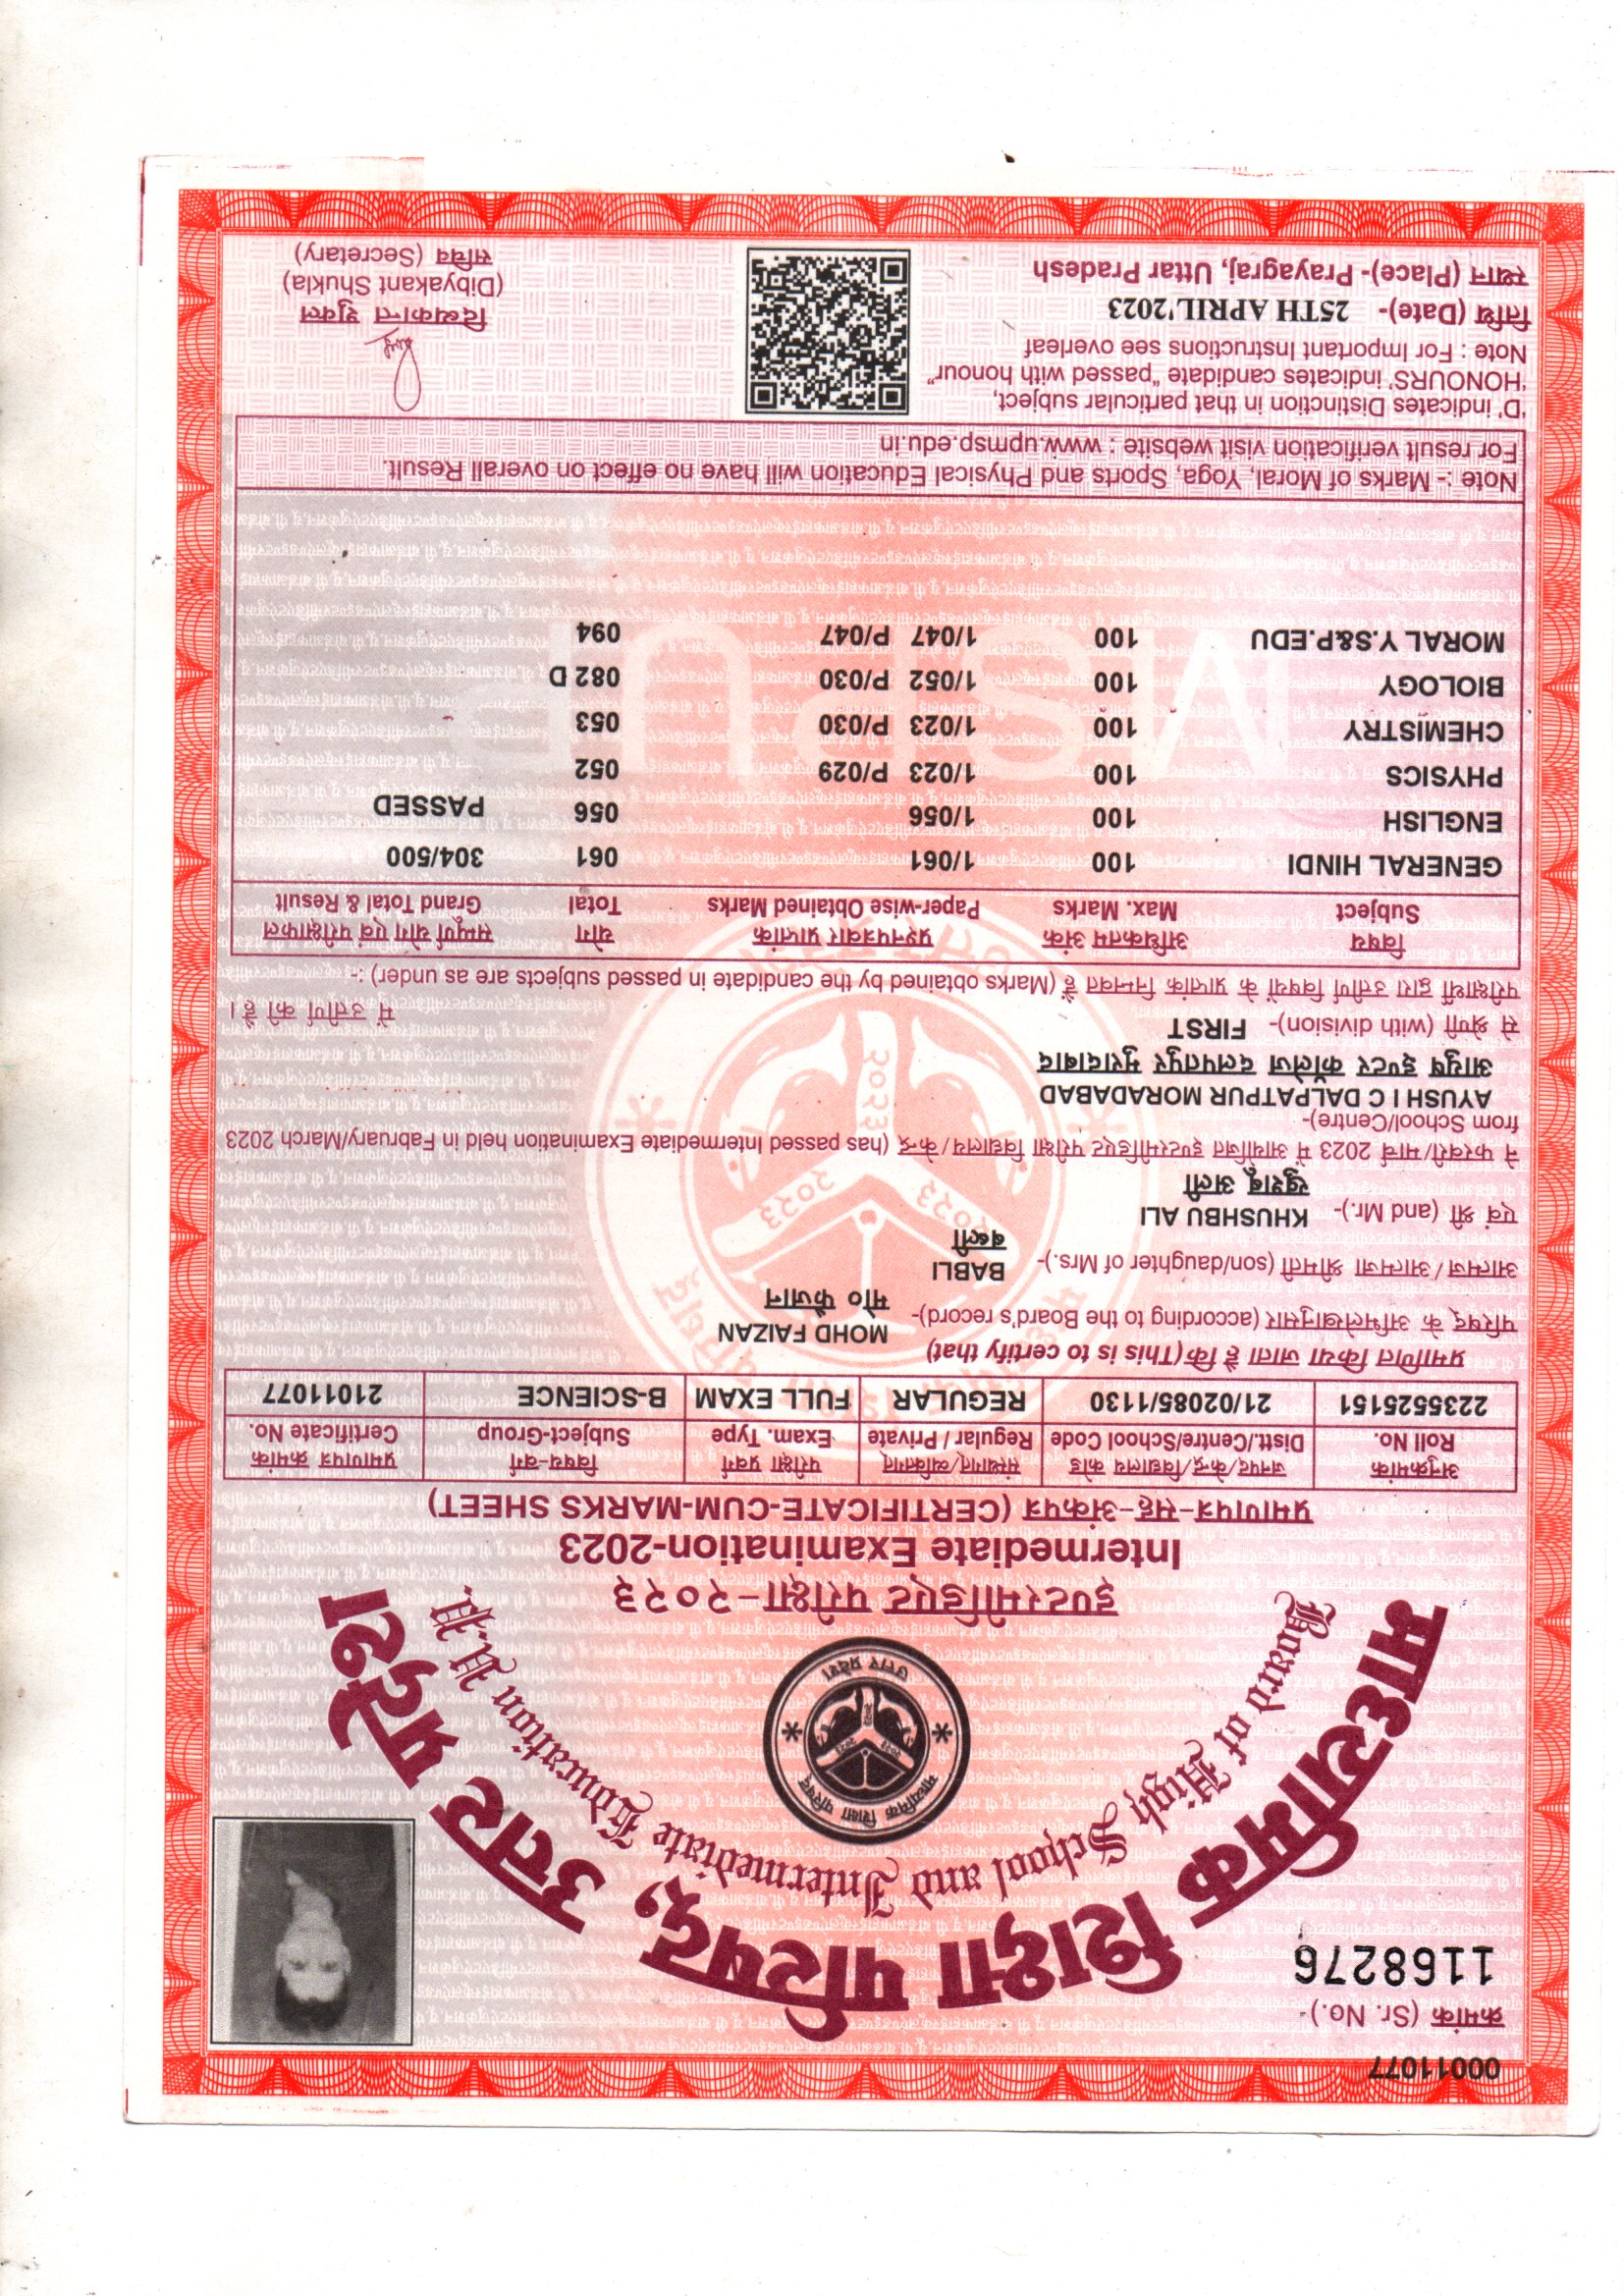 00011077
क्रमांक (Sr. No.)-
1168276
माध्यमिक शिक्षा परिषद्, उत्तर प्रदेश
Board of High School and Intermediate Education U.P.
माध्यमिक शिक्षा परिषद्
उत्तर प्रदेश
इण्टरमीडिएट परीक्षा-२०२३
Intermediate Examination-2023
प्रमाणपत्र-सह-अंकपत्र (CERTIFICATE-CUM-MARKS SHEET)
अनुक्रमांक जनपद/केन्द्र/विद्यालय कोड संस्थागत/व्यक्तिगत परीक्षा प्रवर्ग विषय-वर्ग प्रमाणपत्र क्रमांक
Roll No. Distt./Centre/School Code Regular / Private Exam. Type Subject-Group Certificate No.
2235525151 21/02085/1130 REGULAR FULL EXAM B-SCIENCE 21011077
प्रमाणित किया जाता है कि (This is to certify that)
परिषद् के अभिलेखानुसार (according to the Board's record)- MOHD FAIZAN
मो० फैजान
आत्मज/आत्मजा श्रीमती (son/daughter of Mrs.)- BABLI
बब्ली
एवं श्री (and Mr.)- KHUSHBU ALI
खुशबू अली
ने फरवरी/मार्च 2023 में आयोजित इण्टरमीडिएट परीक्षा विद्यालय/केन्द्र (has passed Intermediate Examination held in February/March 2023
from School/Centre)-
AYUSH I C DALPATPUR MORADABAD
आयुष इण्टर कॉलेज दलपतपुर मुरादाबाद
से श्रेणी (with division)- FIRST में उत्तीर्ण की है।
परीक्षार्थी द्वारा उत्तीर्ण विषयों के प्राप्तांक निम्नवत हैं (Marks obtained by the candidate in passed subjects are as under) :-
विषय अधिकतम अंक प्रश्नपत्रवार प्राप्तांक योग सम्पूर्ण योग एवं परीक्षाफल
Subject Max. Marks Paper-wise Obtained Marks Total Grand Total & Result
GENERAL HINDI 100 1/061 061 304/500
ENGLISH 100 1/056 056 PASSED
PHYSICS 100 1/023 P/029 052
CHEMISTRY 100 1/023 P/030 053
BIOLOGY 100 1/052 P/030 082 D
MORAL Y.S&P.EDU 100 1/047 P/047 094
Note :- Marks of Moral, Yoga, Sports and Physical Education will have no effect on overall Result.
For result verification visit website : www.upmsp.edu.in
'D' indicates Distinction in that particular subject,
'HONOURS' indicates candidate "passed with honour"
Note : For Important Instructions see overleaf
तिथि (Date)- 25TH APRIL'2023
स्थान (Place)- Prayagraj, Uttar Pradesh
दिब्यकान्त शुक्ल
(Dibyakant Shukla)
सचिव (Secretary)